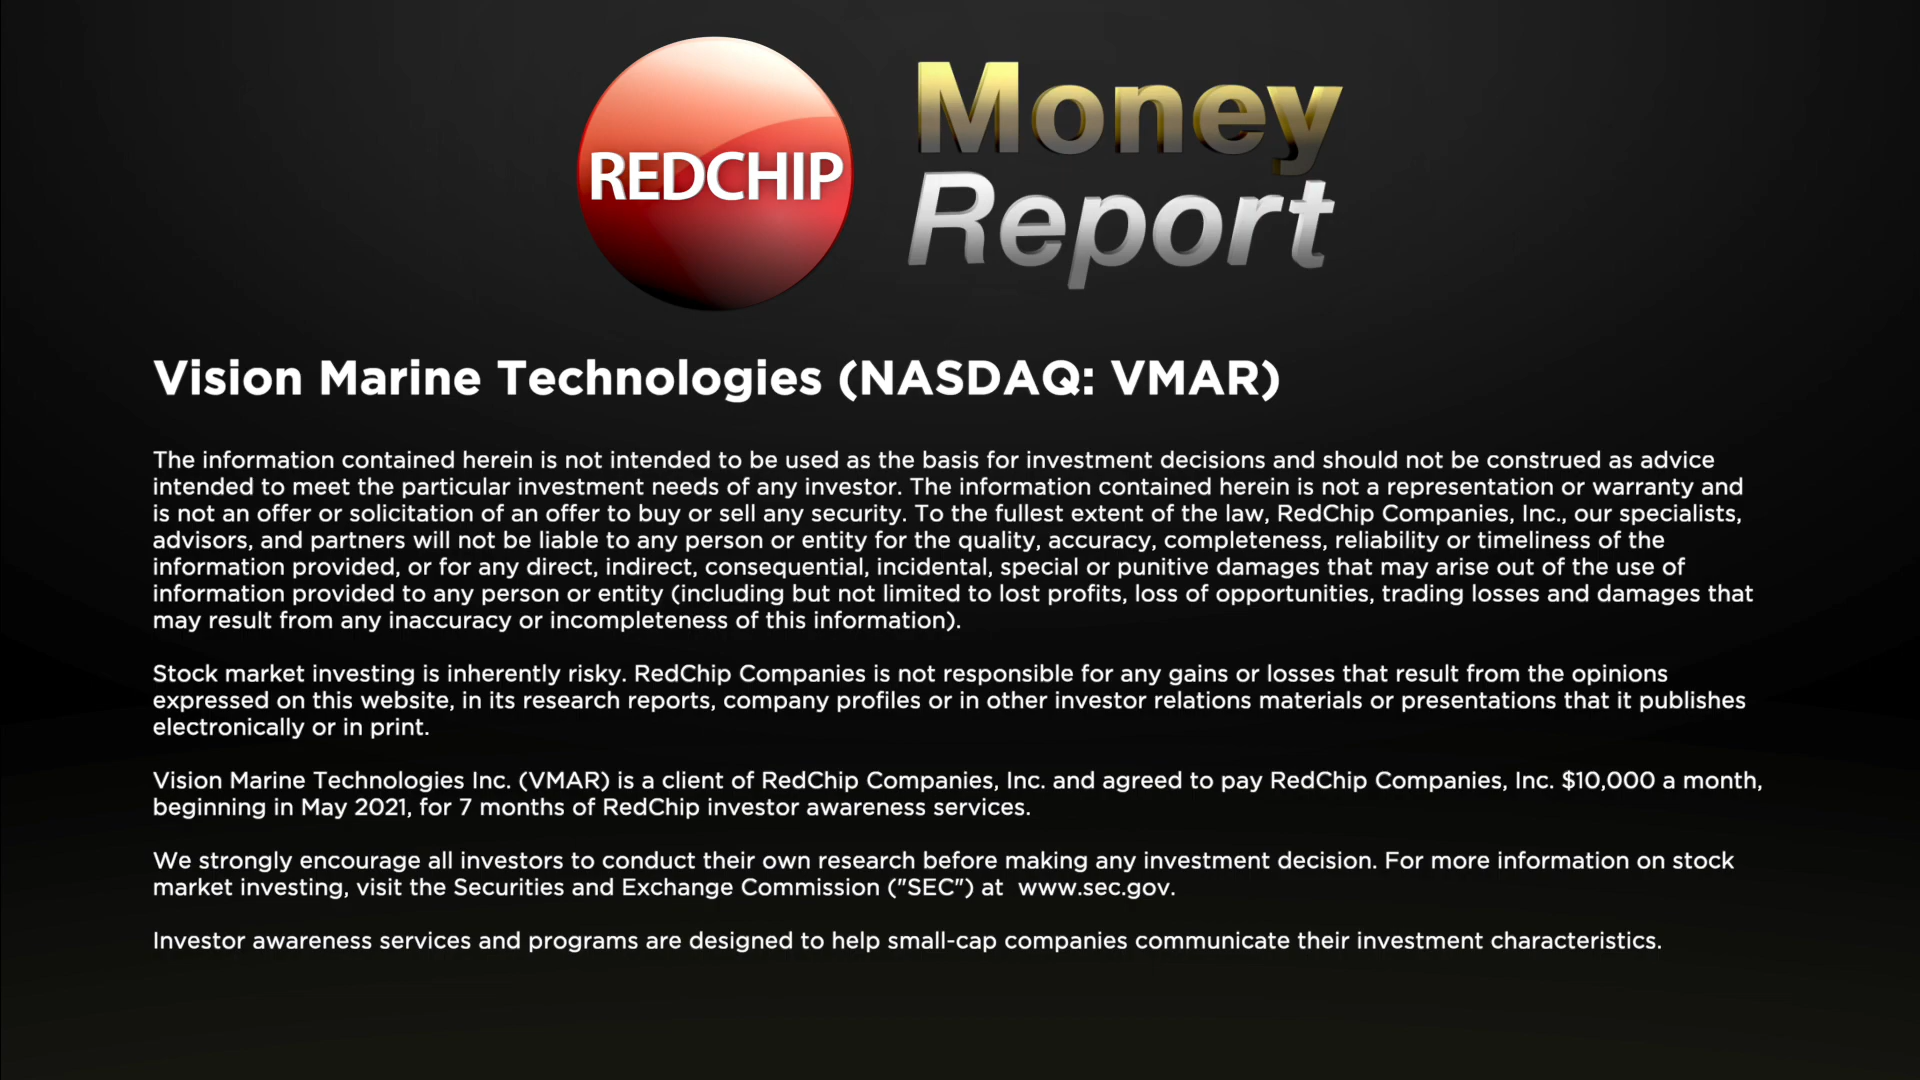 REDCHIP
Money
Report
Vision Marine Technologies (NASDAQ: VMAR)
The information contained herein is not intended to be used as the basis for investment decisions and should not be construed as advice
intended to meet the particular investment needs of any investor. The information contained herein is not a representation or warranty and
is not an offer or solicitation of an offer to buy or sell any security. To the fullest extent of the law, RedChip Companies, Inc., our specialists,
advisors, and partners will not be liable to any person or entity for the quality, accuracy, completeness, reliability or timeliness of the
information provided, or for any direct, indirect, consequential, incidental, special or punitive damages that may arise out of the use of
information provided to any person or entity (including but not limited to lost profits, loss of opportunities, trading losses and damages that
may result from any inaccuracy or incompleteness of this information).
Stock market investing is inherently risky. RedChip Companies is not responsible for any gains or losses that result from the opinions
expressed on this website, in its research reports, company profiles or in other investor relations materials or presentations that it publishes
electronically or in print.
Vision Marine Technologies Inc. (VMAR) is a client of RedChip Companies, Inc. and agreed to pay RedChip Companies, Inc. $10,000 a month,
beginning in May 2021, for 7 months of RedChip investor awareness services.
We strongly encourage all investors to conduct their own research before making any investment decision. For more information on stock
market investing, visit the Securities and Exchange Commission ("SEC") at  www.sec.gov.
Investor awareness services and programs are designed to help small-cap companies communicate their investment characteristics.